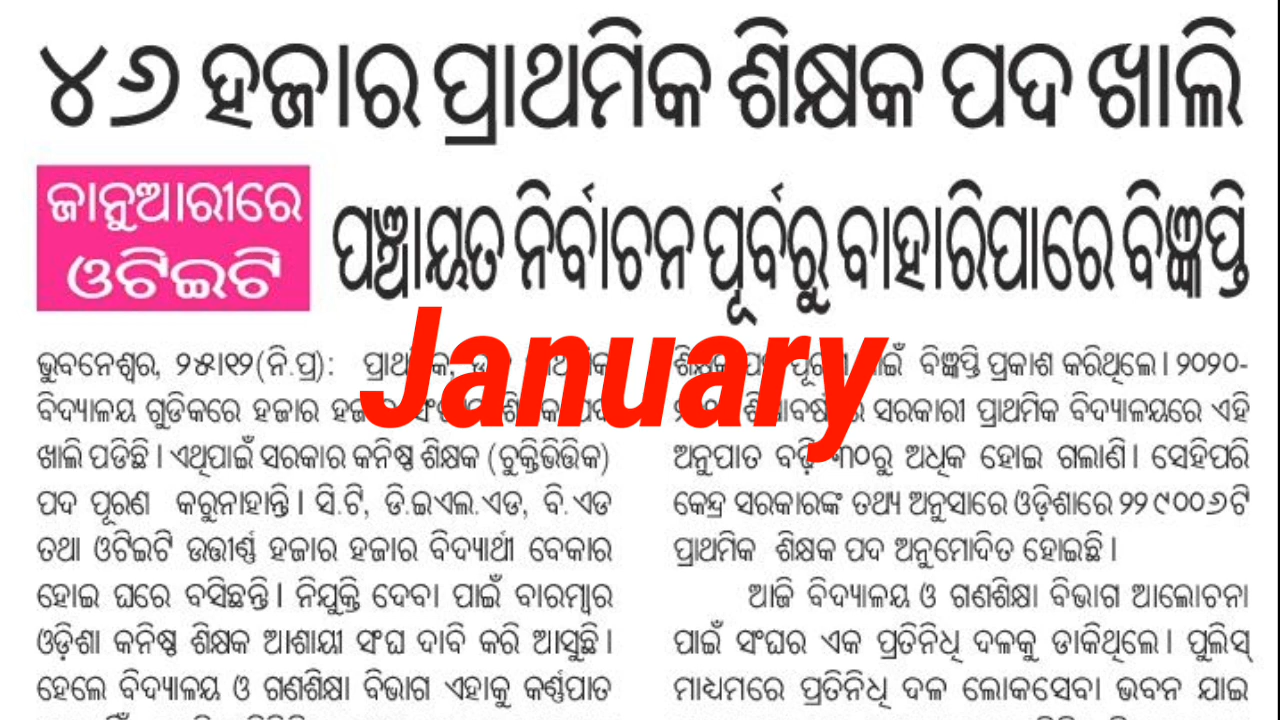 ୪୬ ହଜାର ପ୍ରାଥମିକ ଶିକ୍ଷକ ପଦ ଖାଲି
ଜାନୁଆରୀରେ
ଓଟିଇଟି
ପଞ୍ଚାୟତ ନିର୍ବାଚନ ପୂର୍ବରୁ ବାହାରିପାରେ ବିଜ୍ଞପ୍ତି
January
ଭୁବନେଶ୍ୱର, ୨୫।୧୨(ନି.ପ୍ର):
ବିଦ୍ୟାଳୟ ଗୁଡିକରେ ହଜାର
ଖାଲି ପଡିଛି । ଏଥିପାଇଁ ସରକାର କନିଷ୍ଠ ଶିକ୍ଷକ (ଚୁକ୍ତିଭିତ୍ତିକ)
ପଦ ପୂରଣ କରୁନାହାନ୍ତି । ସି.ଟି, ଡି.ଇଏଲ.ଏଡ, ବି.ଏଡ
ତଥା ଓଟିଇଟି ଉତ୍ତୀର୍ଣ୍ଣ ହଜାର ହଜାର ବିଦ୍ୟାର୍ଥୀ ବେକାର
ହୋଇ ଘରେ ବସିଛନ୍ତି । ନିଯୁକ୍ତି ଦେବା ପାଇଁ ବାରମ୍ବାର
ଓଡ଼ିଶା କନିଷ୍ଠ ଶିକ୍ଷକ ଆଶାୟୀ ସଂଘ ଦାବି କରି ଆସୁଛି ।
ହେଲେ ବିଦ୍ୟାଳୟ ଓ ଗଣଶିକ୍ଷା ବିଭାଗ ଏହାକୁ କର୍ଣ୍ଣପାତ
ବିଜ୍ଞପ୍ତି ପ୍ରକାଶ କରିଥିଲେ । ୨୦୨୦-
ସରକାରୀ ପ୍ରାଥମିକ ବିଦ୍ୟାଳୟରେ ଏହି
ଅନୁପାତ ବଢ଼ି ୩୦ରୁ ଅଧିକ ହୋଇ ଗଲାଣି । ସେହିପରି
କେନ୍ଦ୍ର ସରକାରଙ୍କ ତଥ୍ୟ ଅନୁସାରେ ଓଡ଼ିଶାରେ ୨୨୯୦୦୬ଟି
ପ୍ରାଥମିକ ଶିକ୍ଷକ ପଦ ଅନୁମୋଦିତ ହୋଇଛି ।
ଆଜି ବିଦ୍ୟାଳୟ ଓ ଗଣଶିକ୍ଷା ବିଭାଗ ଆଲୋଚନା
ପାଇଁ ସଂଘର ଏକ ପ୍ରତିନିଧି ଦଳକୁ ଡାକିଥିଲେ । ପୁଲିସ୍
ମାଧ୍ୟମରେ ପ୍ରତିନିଧି ଦଳ ଲୋକସେବା ଭବନ ଯାଇ